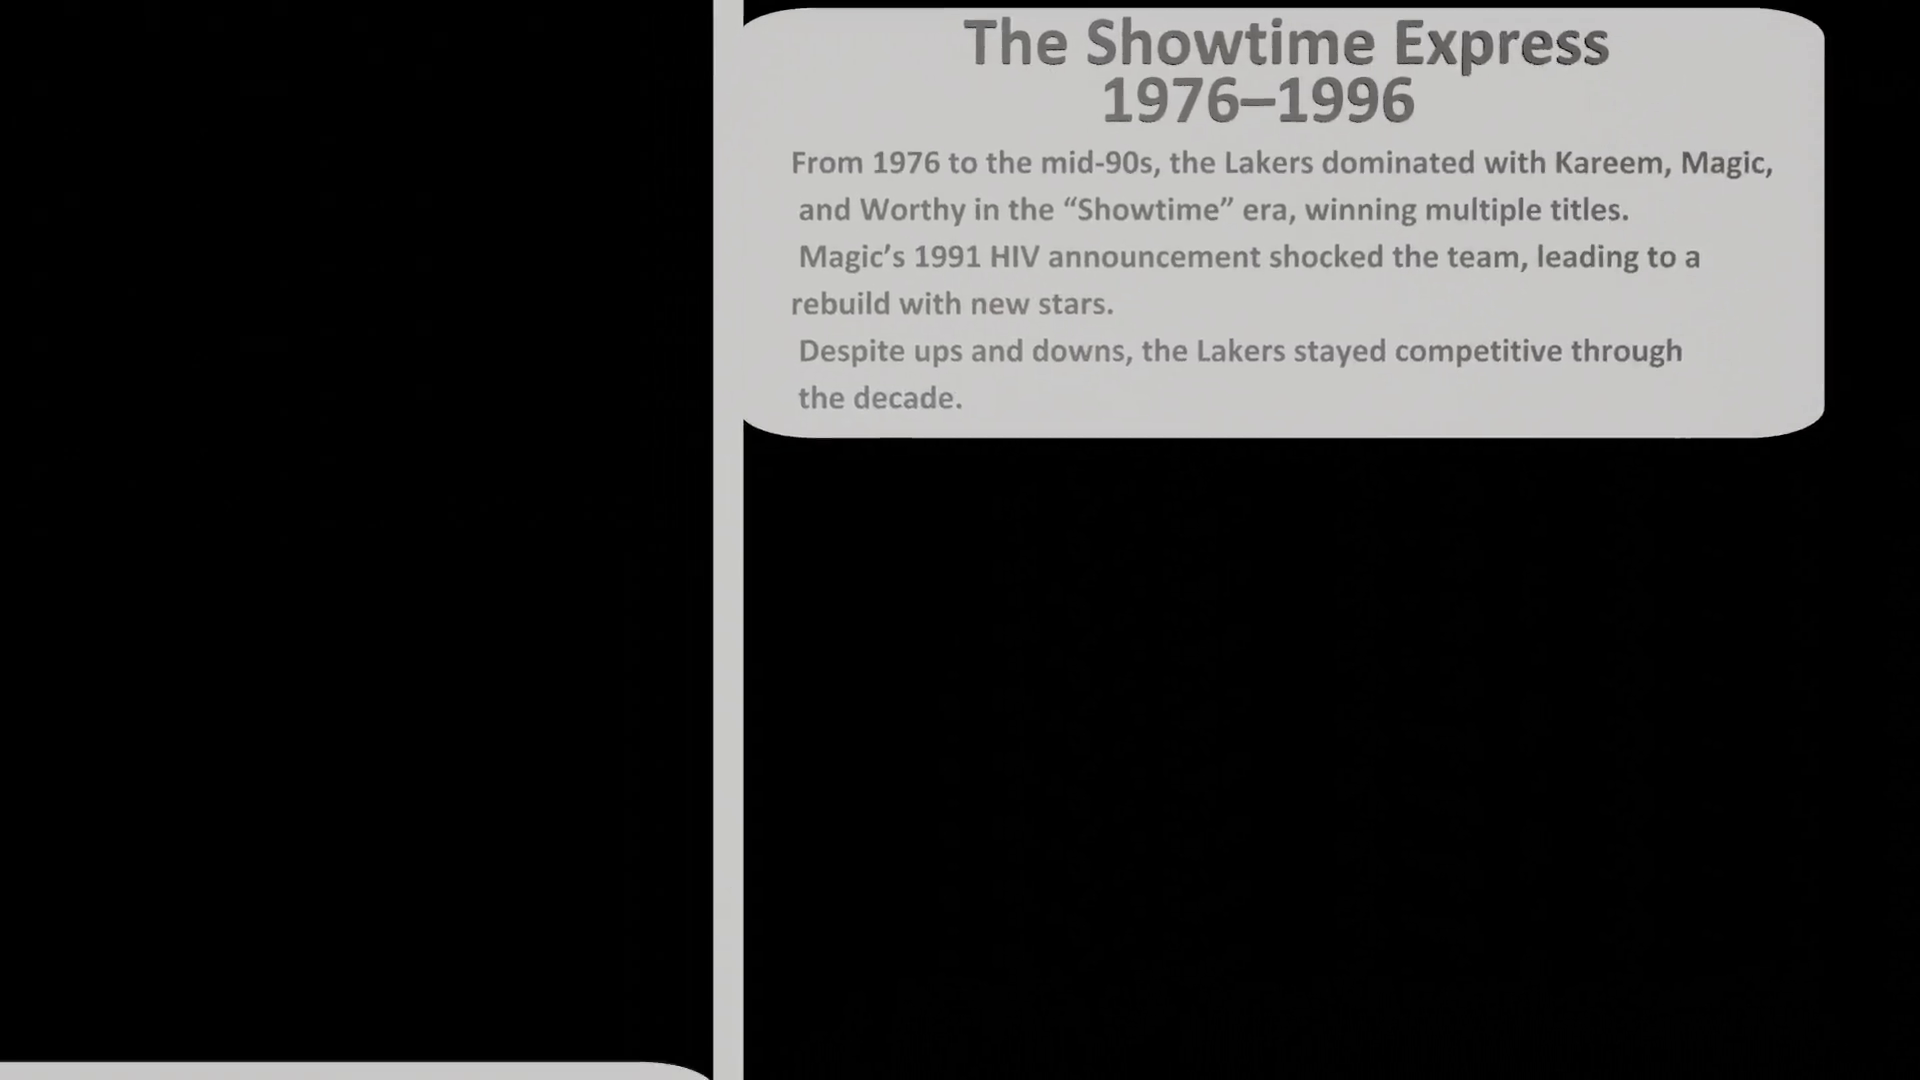 The Showtime Express
1976–1996
From 1976 to the mid-90s, the Lakers dominated with Kareem, Magic,
and Worthy in the “Showtime” era, winning multiple titles.
Magic’s 1991 HIV announcement shocked the team, leading to a
rebuild with new stars.
Despite ups and downs, the Lakers stayed competitive through
the decade.